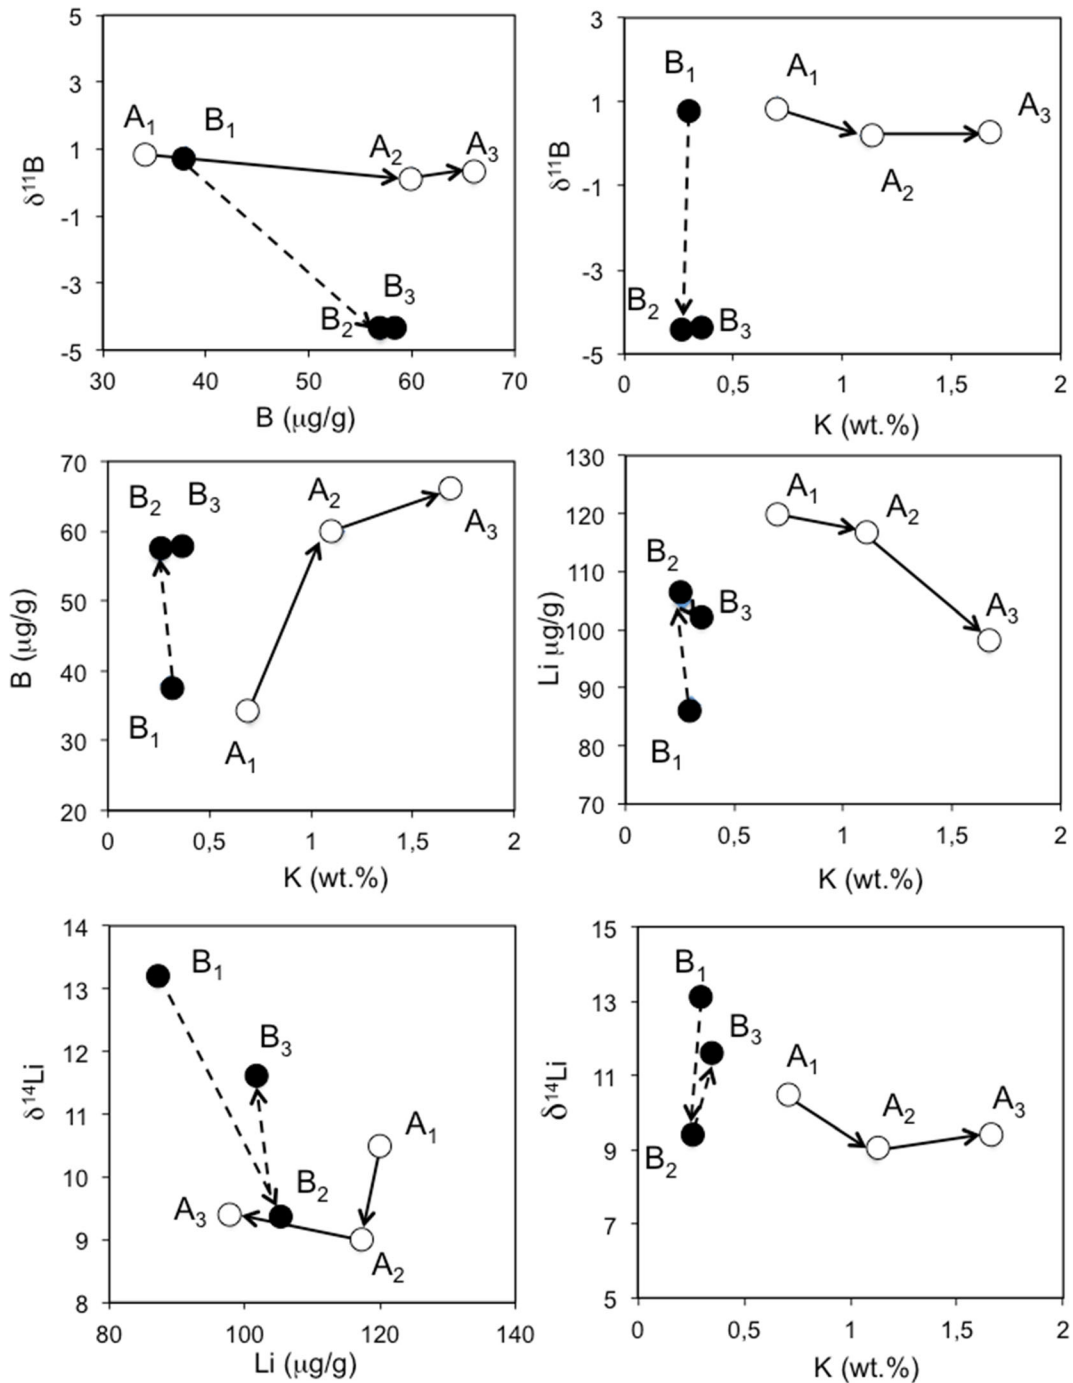 5
3
1
-1
-3
-5
δ¹¹B
A₁
B₁
A₂
A₃
B₃
B₂
30 40 50 60 70
B (μg/g)
3
1
-1
-3
-5
δ¹¹B
B₁
A₁
A₃
A₂
B₂
B₃
0 0,5 1 1,5 2
K (wt.%)
70
60
50
40
30
20
B (μg/g)
B₂ B₃
A₂
A₃
B₁
A₁
0 0,5 1 1,5 2
K (wt.%)
130
120
110
100
90
80
70
Li μg/g)
A₁
A₂
B₂
B₃
A₃
B₁
0 0,5 1 1,5 2
K (wt.%)
14
13
12
11
10
9
8
δ¹⁴Li
B₁
B₃
A₁
B₂
A₃
A₂
80 100 120 140
Li (μg/g)
15
13
11
9
7
5
δ¹⁴Li
B₁
B₃
A₁
A₂
A₃
B₂
0 0,5 1 1,5 2
K (wt.%)